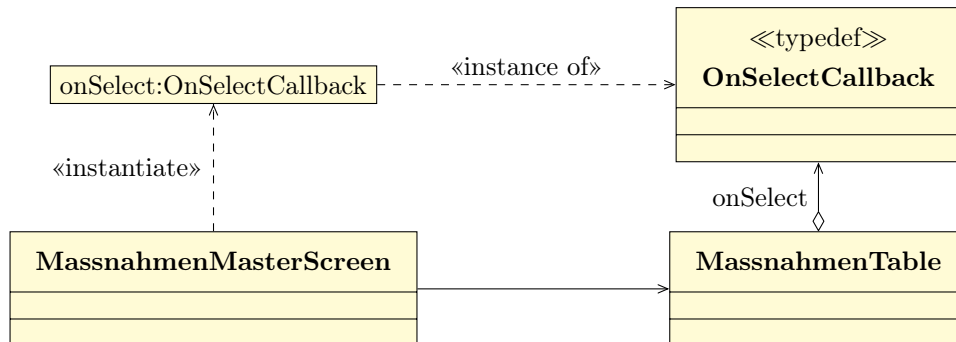 ≪typedef≫
OnSelectCallback
«instance of»
onSelect:OnSelectCallback
«instantiate»
onSelect
MassnahmenMasterScreen
MassnahmenTable